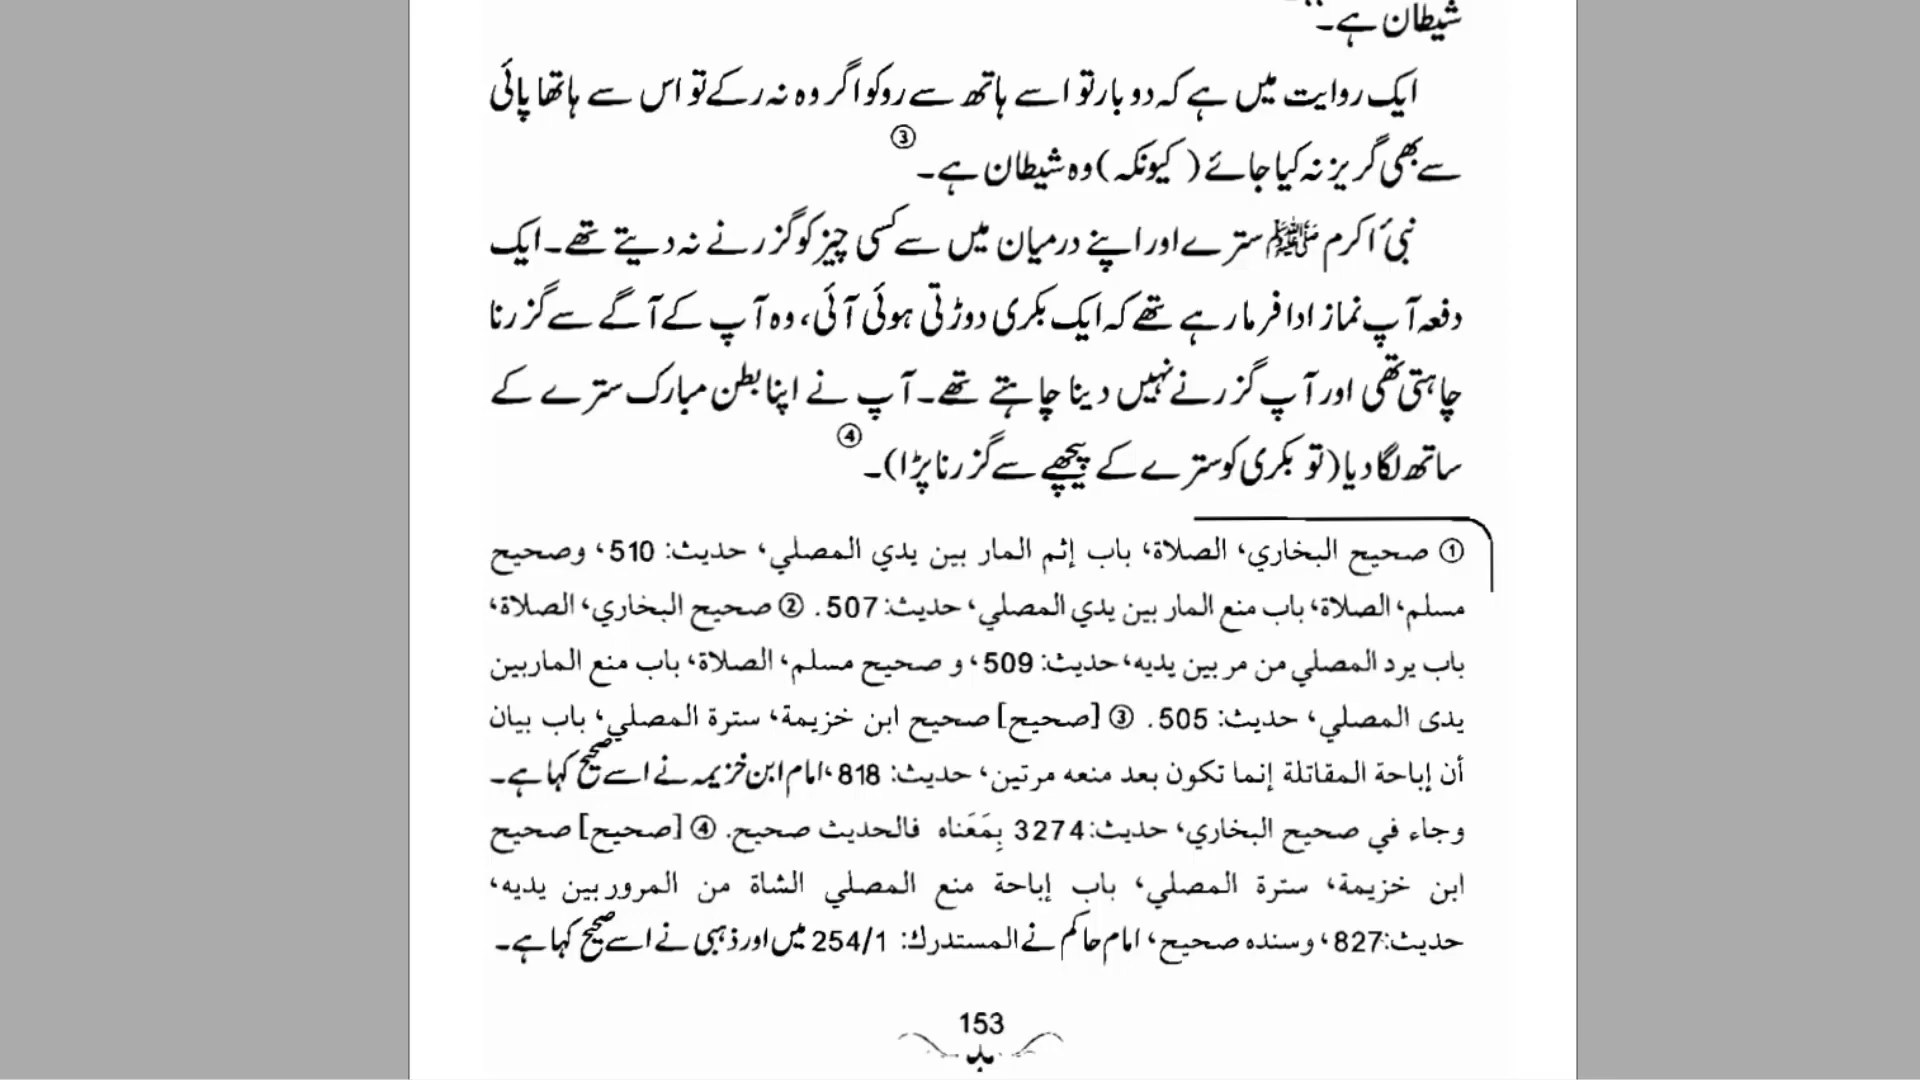 شیطان ہے۔"
ایک روایت میں ہے کہ دو بار تو اسے ہاتھ سے روکو اگر وہ نہ رکے تو اس سے ہاتھا پائی
سے بھی گریز نہ کیا جائے (کیونکہ) وہ شیطان ہے۔③
نبیٔ اکرم ﷺ سترے اور اپنے درمیان میں سے کسی چیز کو گزرنے نہ دیتے تھے۔ ایک
دفعہ آپ نماز ادا فرما رہے تھے کہ ایک بکری دوڑتی ہوئی آئی، وہ آپ کے آگے سے گزرنا
چاہتی تھی اور آپ گزرنے نہیں دینا چاہتے تھے۔ آپ نے اپنا بطن مبارک سترے کے
ساتھ لگا دیا (تو بکری کو سترے کے پیچھے سے گزرنا پڑا)۔④
① صحيح البخاري، الصلاة، باب إثم المار بين يدي المصلي، حديث: 510، وصحيح
مسلم، الصلاة، باب منع المار بين يدي المصلي، حديث: 507. ② صحيح البخاري، الصلاة،
باب يرد المصلي من مر بين يديه، حديث: 509، و صحيح مسلم، الصلاة، باب منع الماربين
يدى المصلي، حديث: 505. ③ [صحيح] صحيح ابن خزيمة، سترة المصلي، باب بيان
أن إباحة المقاتلة إنما تكون بعد منعه مرتين، حديث: 818، امام ابن خزیمہ نے اسے صحیح کہا ہے۔
وجاء في صحيح البخاري، حديث: 3274 بِمَعَناه فالحديث صحيح. ④ [صحيح] صحيح
ابن خزيمة، سترة المصلي، باب إباحة منع المصلي الشاة من المرور بين يديه،
حديث: 827، وسنده صحيح، امام حاکم نے المستدرك: 254/1 میں اور ذہبی نے اسے صحیح کہا ہے۔
153